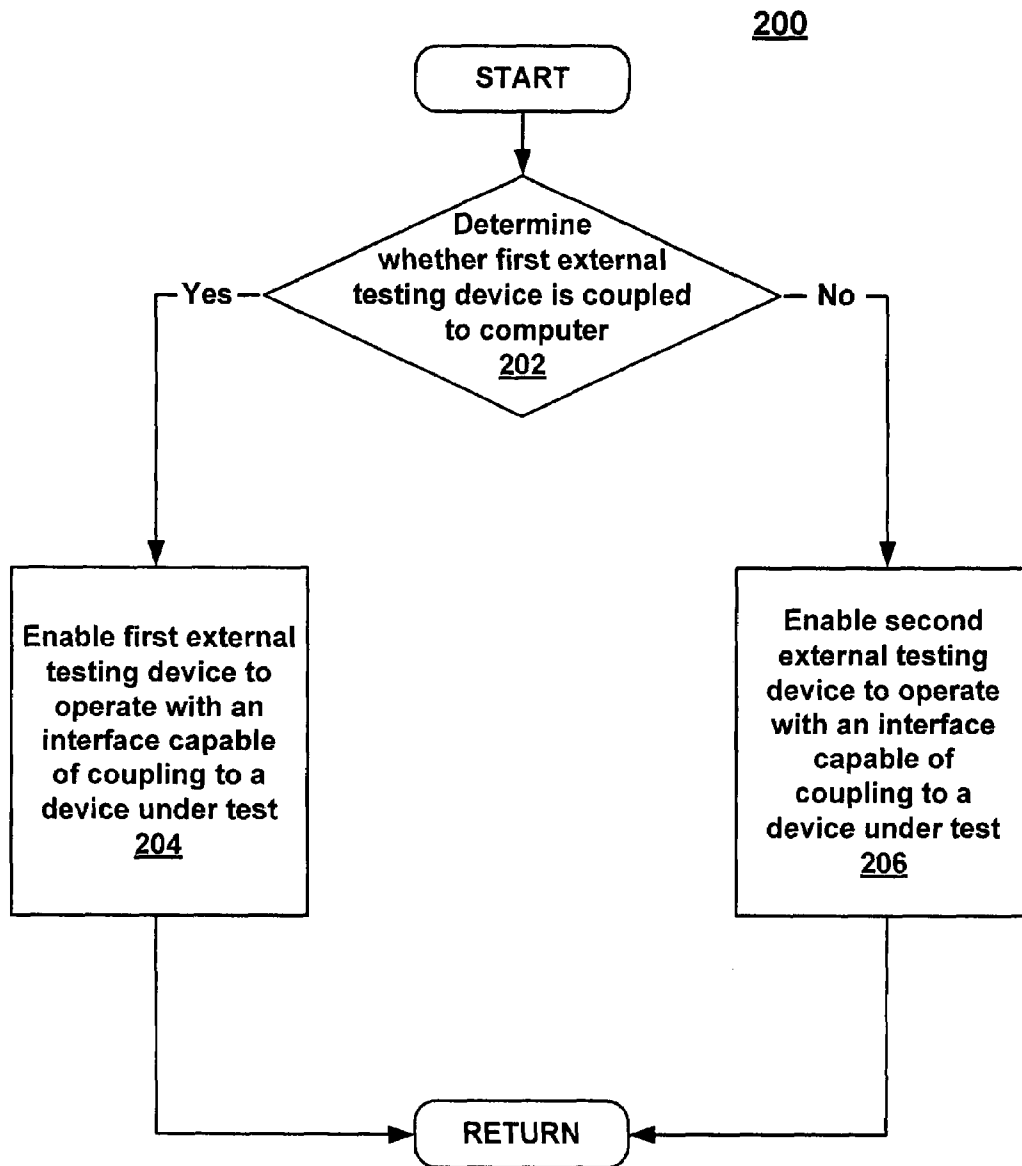 200
START
Determine
whether first external
testing device is coupled
to computer
202
Yes
No
Enable first external
testing device to
operate with an
interface capable
of coupling to a
device under test
204
Enable second
external testing
device to operate
with an interface
capable of
coupling to a
device under test
206
RETURN